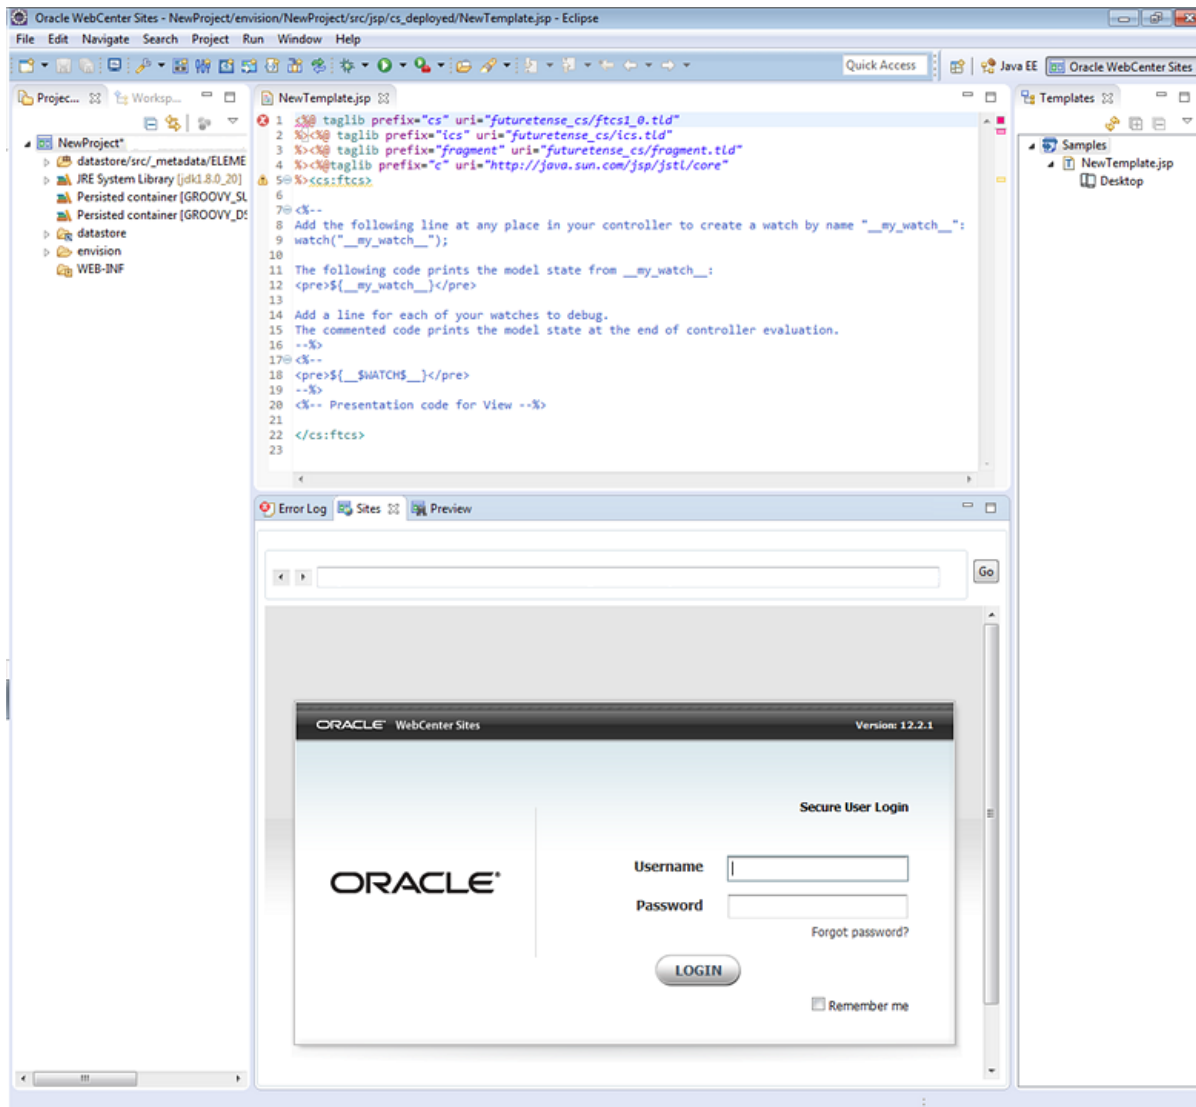 Oracle WebCenter Sites - NewProject/envision/NewProject/src/jsp/cs_deployed/NewTemplate.jsp - Eclipse
File Edit Navigate Search Project Run Window Help
Quick Access
Java EE
Oracle WebCenter Sites
Projec...
Worksp...
NewProject*
datastore/src/_metadata/ELEME
JRE System Library [jdk1.8.0_20]
Persisted container [GROOVY_SU
Persisted container [GROOVY_DS
datastore
envision
WEB-INF
NewTemplate.jsp
1 <%@ taglib prefix="cs" uri="futuretense_cs/ftcs1_0.tld"
2 %><%@ taglib prefix="ics" uri="futuretense_cs/ics.tld"
3 %><%@ taglib prefix="fragment" uri="futuretense_cs/fragment.tld"
4 %><%@taglib prefix="c" uri="http://java.sun.com/jsp/jstl/core"
5 %><cs:ftcs>
6
7 <%--
8 Add the following line at any place in your controller to create a watch by name "__my_watch__":
9 watch("__my_watch__");
10
11 The following code prints the model state from __my_watch__:
12 <pre>${__my_watch__}</pre>
13
14 Add a line for each of your watches to debug.
15 The commented code prints the model state at the end of controller evaluation.
16 --%>
17 <%--
18 <pre>${__$WATCH$__}</pre>
19 --%>
20 <%-- Presentation code for View --%>
21
22 </cs:ftcs>
23
Templates
Samples
NewTemplate.jsp
Desktop
Error Log
Sites
Preview
Go
ORACLE WebCenter Sites
Version: 12.2.1
Secure User Login
ORACLE
Username
Password
Forgot password?
LOGIN
Remember me